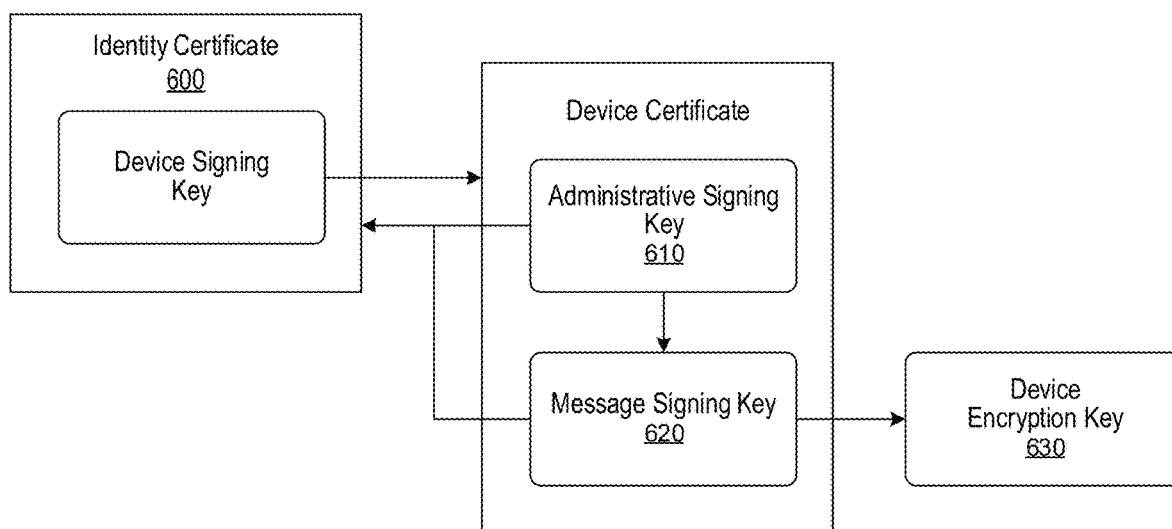 Identity Certificate
600
Device Signing
Key
Device Certificate
Administrative Signing
Key
610
Message Signing Key
620
Device
Encryption Key
630